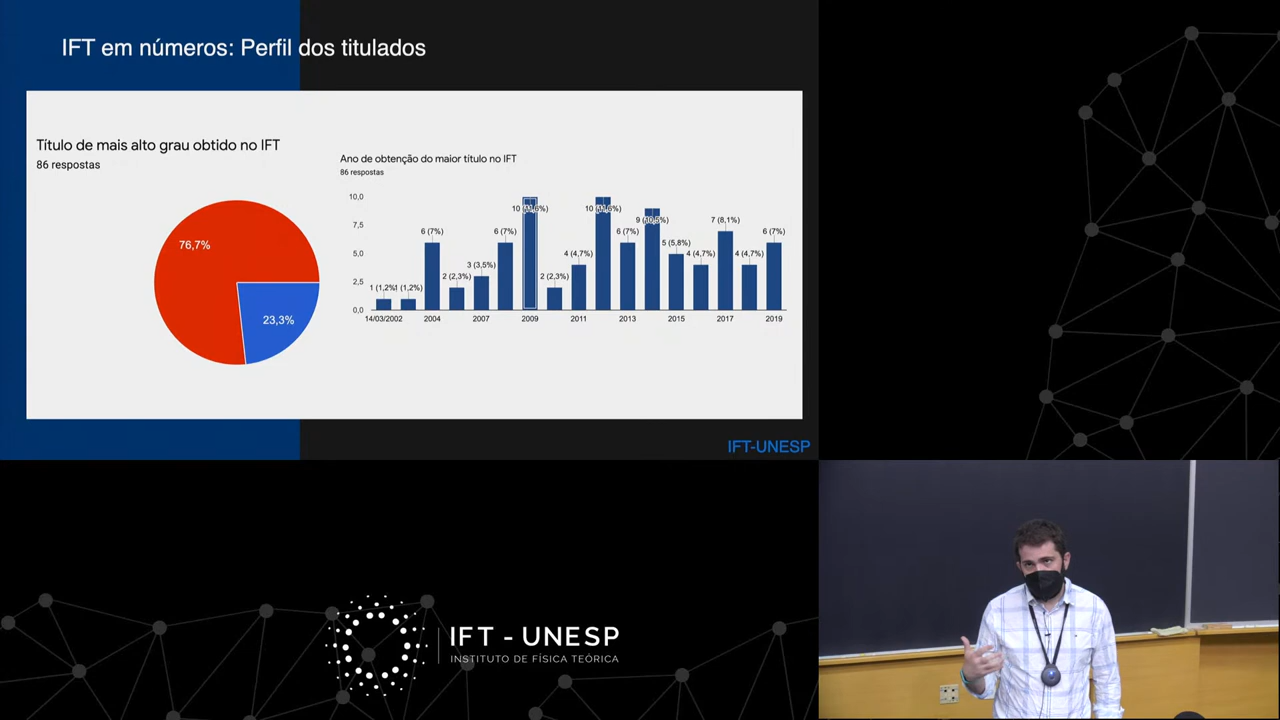 IFT em números: Perfil dos titulados
Título de mais alto grau obtido no IFT
86 respostas
76,7%
23,3%
Ano de obtenção do maior título no IFT
86 respostas
10,0
7,5
5,0
2,5
0,0
1 (1,2%)
1 (1,2%)
6 (7%)
2 (2,3%)
3 (3,5%)
6 (7%)
10 (11,6%)
2 (2,3%)
4 (4,7%)
10 (11,6%)
6 (7%)
9 (10,5%)
5 (5,8%)
4 (4,7%)
7 (8,1%)
4 (4,7%)
6 (7%)
14/03/2002 2004 2007 2009 2011 2013 2015 2017 2019
IFT-UNESP
IFT - UNESP
INSTITUTO DE FÍSICA TEÓRICA